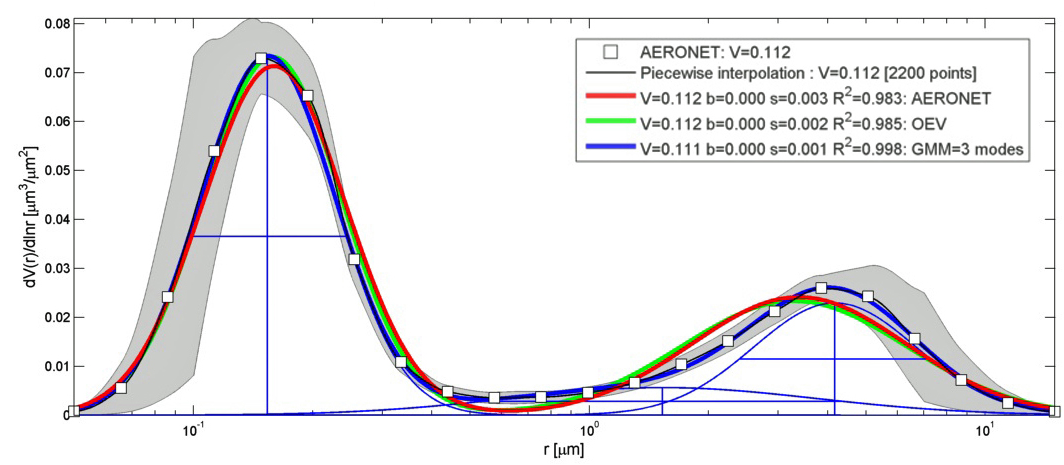 AERONET: V=0.112
Piecewise interpolation : V=0.112 [2200 points]
V=0.112 b=0.000 s=0.003 R²=0.983: AERONET
V=0.112 b=0.000 s=0.002 R²=0.985: OEV
V=0.111 b=0.000 s=0.001 R²=0.998: GMM=3 modes
dV(r)/dlnr [μm³/μm²]
0.08
0.07
0.06
0.05
0.04
0.03
0.02
0.01
0
10⁻¹ 10⁰ 10¹
r [μm]